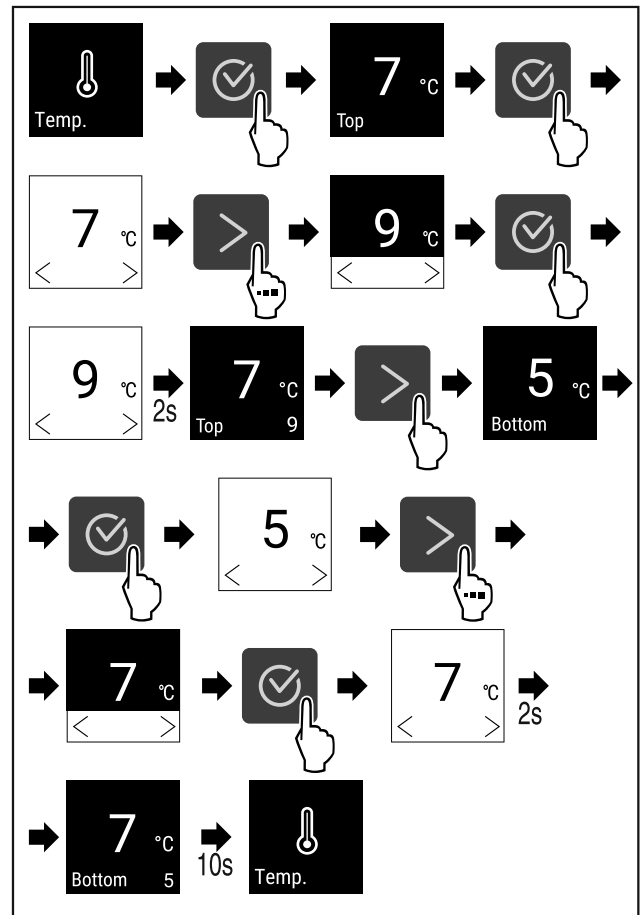 Temp.
7 °C
Top
7 °C
< >
>
9 °C
< >
9 °C
< >
2s
7 °C
Top 9
>
5 °C
Bottom
5 °C
< >
>
7 °C
< >
7 °C
< >
2s
7 °C
Bottom 5
10s
Temp.